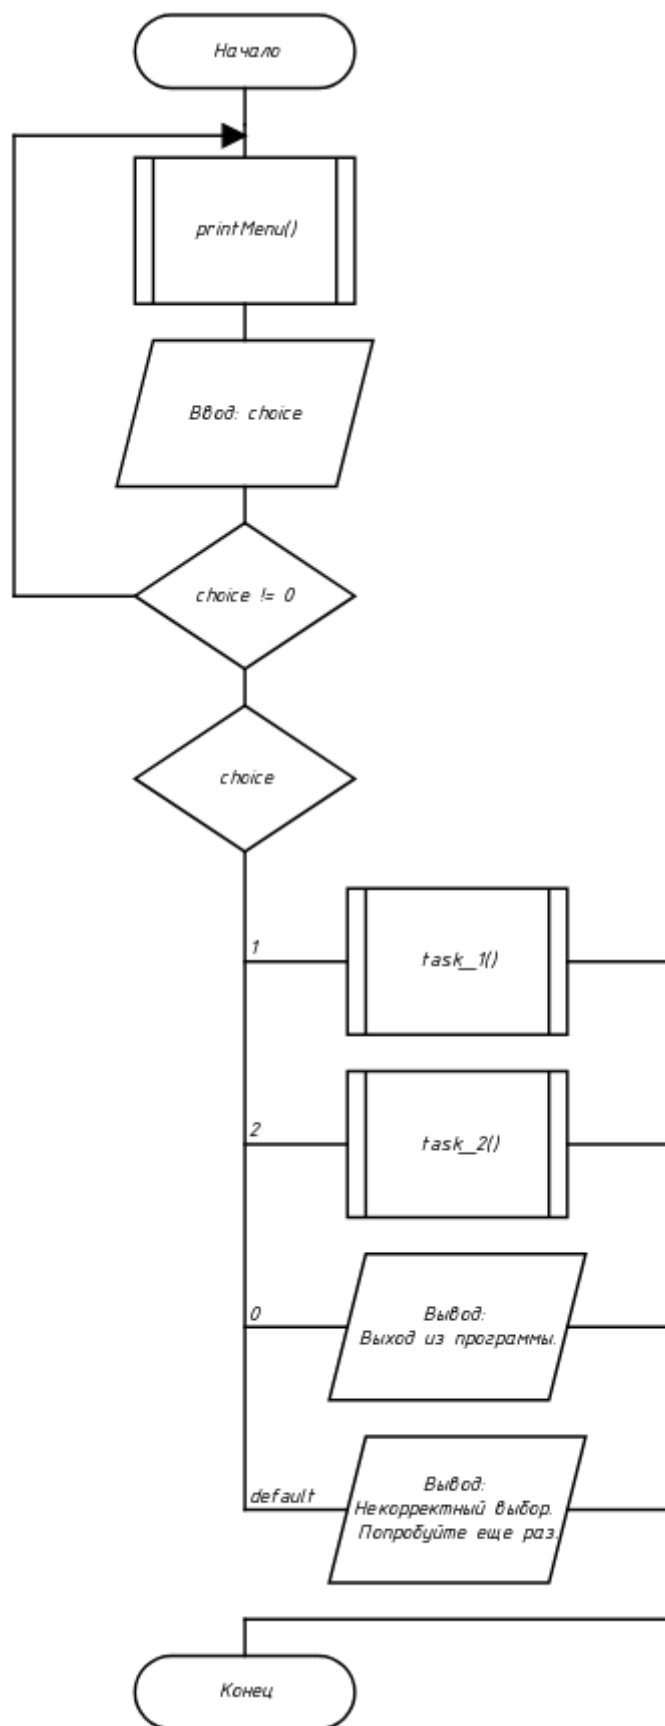 Начало
printMenu()
Ввод: choice
choice != 0
choice
1
task_1()
2
task_2()
0
Вывод:
Выход из программы.
default
Вывод:
Некорректный выбор.
Попробуйте еще раз.
Конец